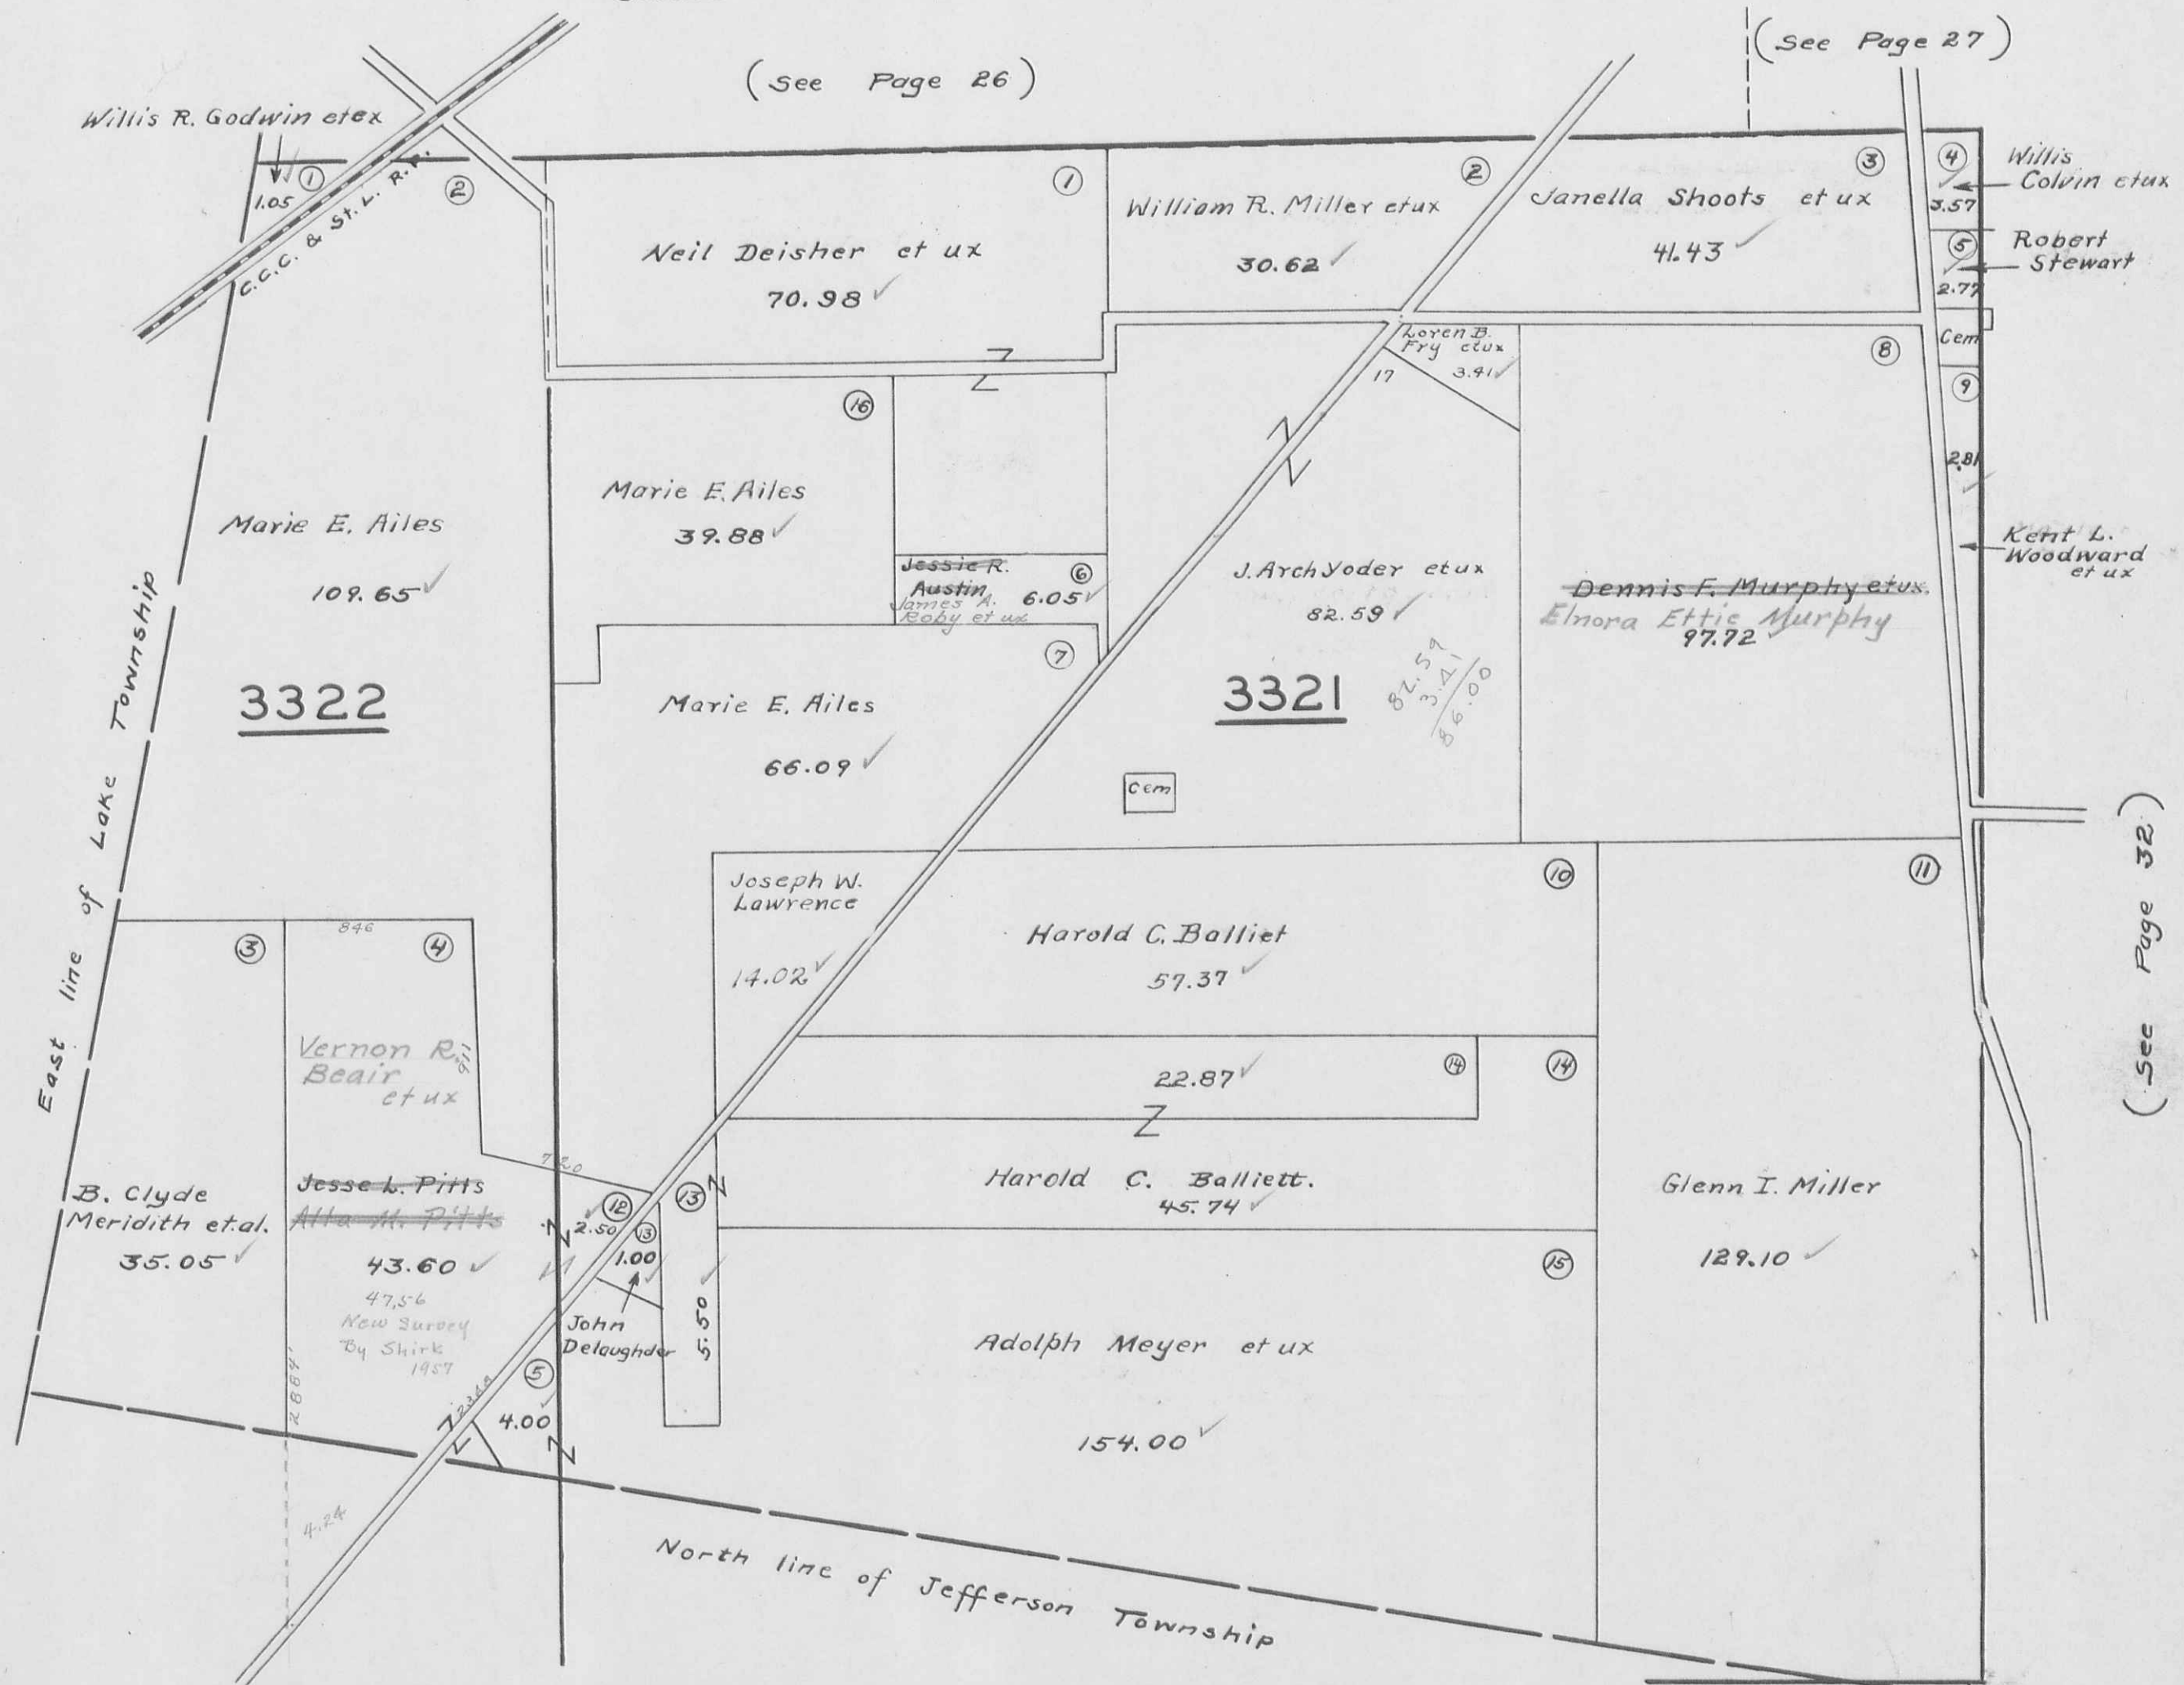 (See Page 26)
(See Page 27)
Willis R. Godwin etex
1
1.05
C.C.C. & St. L. R.R.
2
1
Neil Deisher et ux
70.98
2
William R. Miller etux
30.62
3
Janella Shoots et ux
41.43
4
Willis
Colvin etux
3.57
5
Robert
Stewart
2.77
Cem
Loren B.
Fry etux
3.41
17
8
9
2.81
Kent L.
Woodward
et ux
16
Marie E. Ailes
39.88
Marie E. Ailes
109.65
Jessie R.
Austin
James A.
Roby et ux
6
6.05
J. Arch Yoder etux
82.59
82.59
3.41
86.00
Dennis F. Murphy etux.
Elnora Ettie Murphy
97.72
3322
7
Marie E. Ailes
66.09
3321
Cem
East line of Lake Township
(See Page 32)
Joseph W.
Lawrence
14.02
10
Harold C. Balliet
57.37
11
3
846
4
Vernon R.
Beair
et ux
911
22.87
14
14
720
B. Clyde
Meridith et.al.
35.05
Jesse L. Pitts
Alta M. Pitts
43.60
47.56
New Survey
By Shirk
1957
2884'
12
2.50
13
13
1.00
John
Delaughder
5.50
Harold C. Balliett.
45.74
Glenn I. Miller
129.10
15
Adolph Meyer et ux
154.00
5
4.00
4.24
North line of Jefferson Township